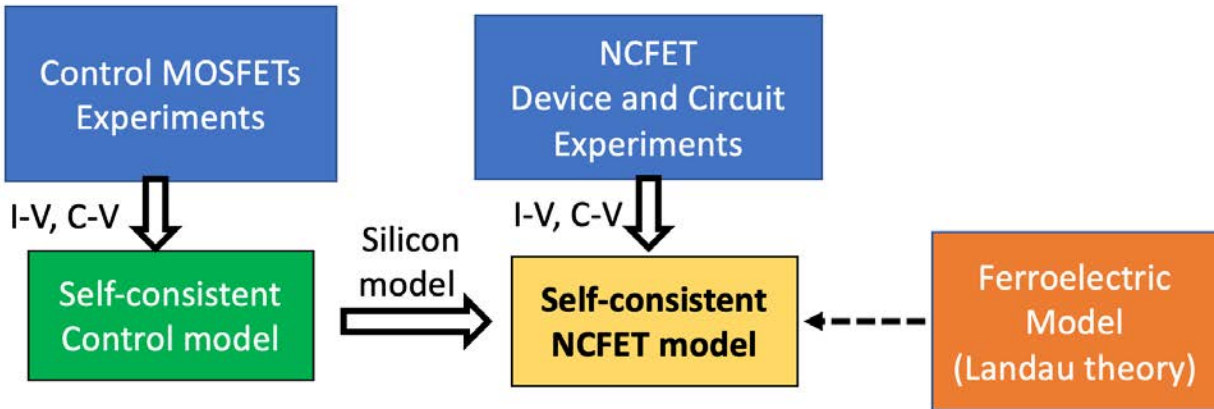 Control MOSFETs
Experiments
NCFET
Device and Circuit
Experiments
I-V, C-V
I-V, C-V
Silicon
model
Self-consistent
Control model
Self-consistent
NCFET model
Ferroelectric
Model
(Landau theory)